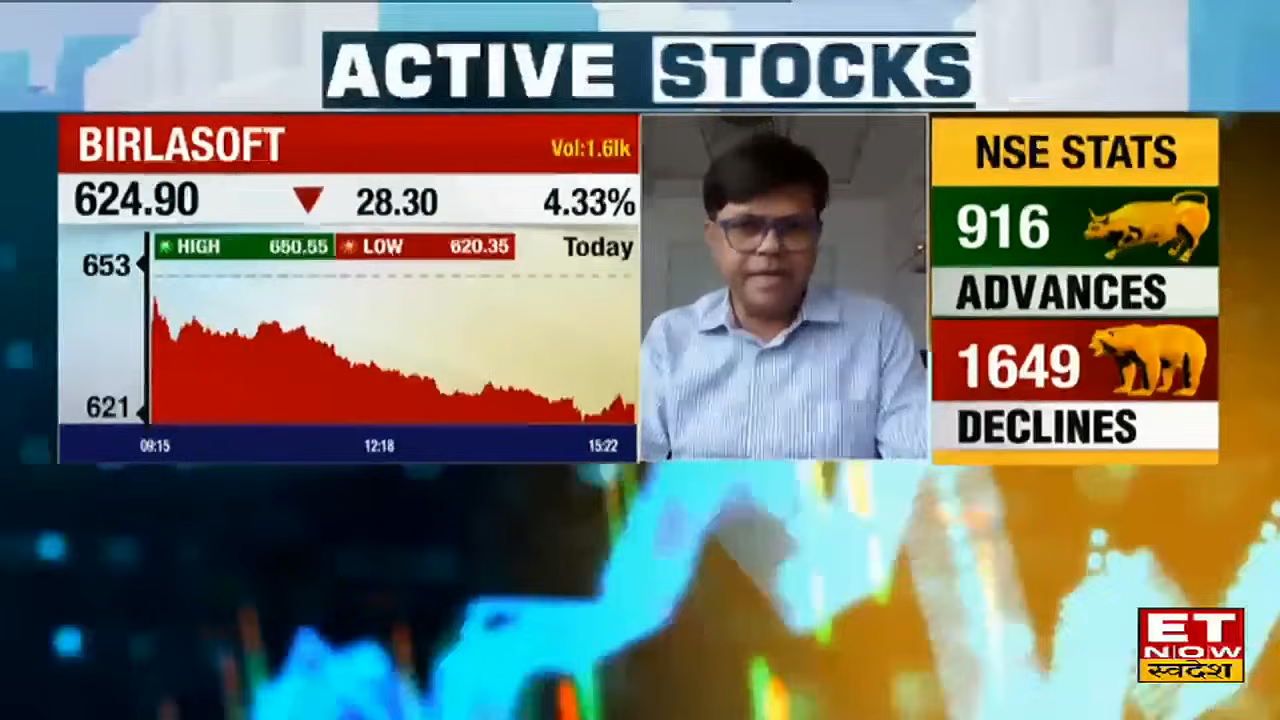 ACTIVE STOCKS
BIRLASOFT
Vol:1.61k
624.90 ▼ 28.30 4.33%
HIGH 650.55 LOW 620.35 Today
653
621
09:15 12:18 15:22
NSE STATS
916
ADVANCES
1649
DECLINES
ET
NOW
स्वदेश